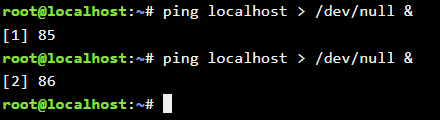 root@localhost:~# ping localhost > /dev/null &
[1] 85
root@localhost:~# ping localhost > /dev/null &
[2] 86
root@localhost:~#